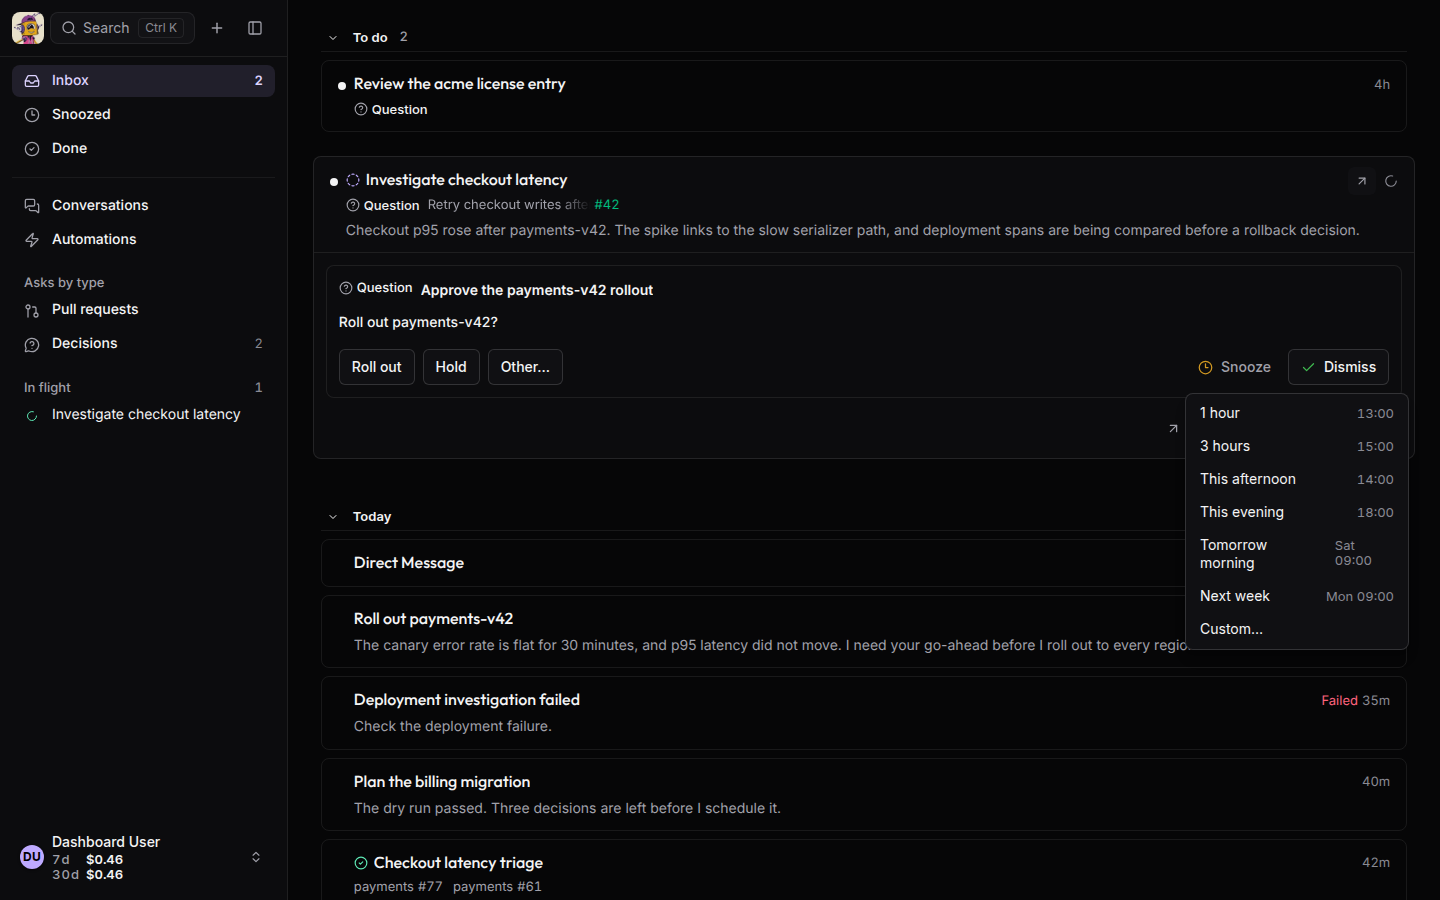 Search Ctrl K
Inbox 2
Snoozed
Done
Conversations
Automations
Asks by type
Pull requests
Decisions 2
In flight 1
Investigate checkout latency
DU Dashboard User
7d $0.46
30d $0.46
To do 2
Review the acme license entry 4h
Question
Investigate checkout latency
Question Retry checkout writes afte #42
Checkout p95 rose after payments-v42. The spike links to the slow serializer path, and deployment spans are being compared before a rollback decision.
Question Approve the payments-v42 rollout
Roll out payments-v42?
Roll out Hold Other... Snooze Dismiss
1 hour 13:00
3 hours 15:00
This afternoon 14:00
This evening 18:00
Tomorrow morning Sat 09:00
Next week Mon 09:00
Custom...
Today
Direct Message
Roll out payments-v42
The canary error rate is flat for 30 minutes, and p95 latency did not move. I need your go-ahead before I roll out to every regio
Deployment investigation failed Failed 35m
Check the deployment failure.
Plan the billing migration 40m
The dry run passed. Three decisions are left before I schedule it.
Checkout latency triage 42m
payments #77 payments #61